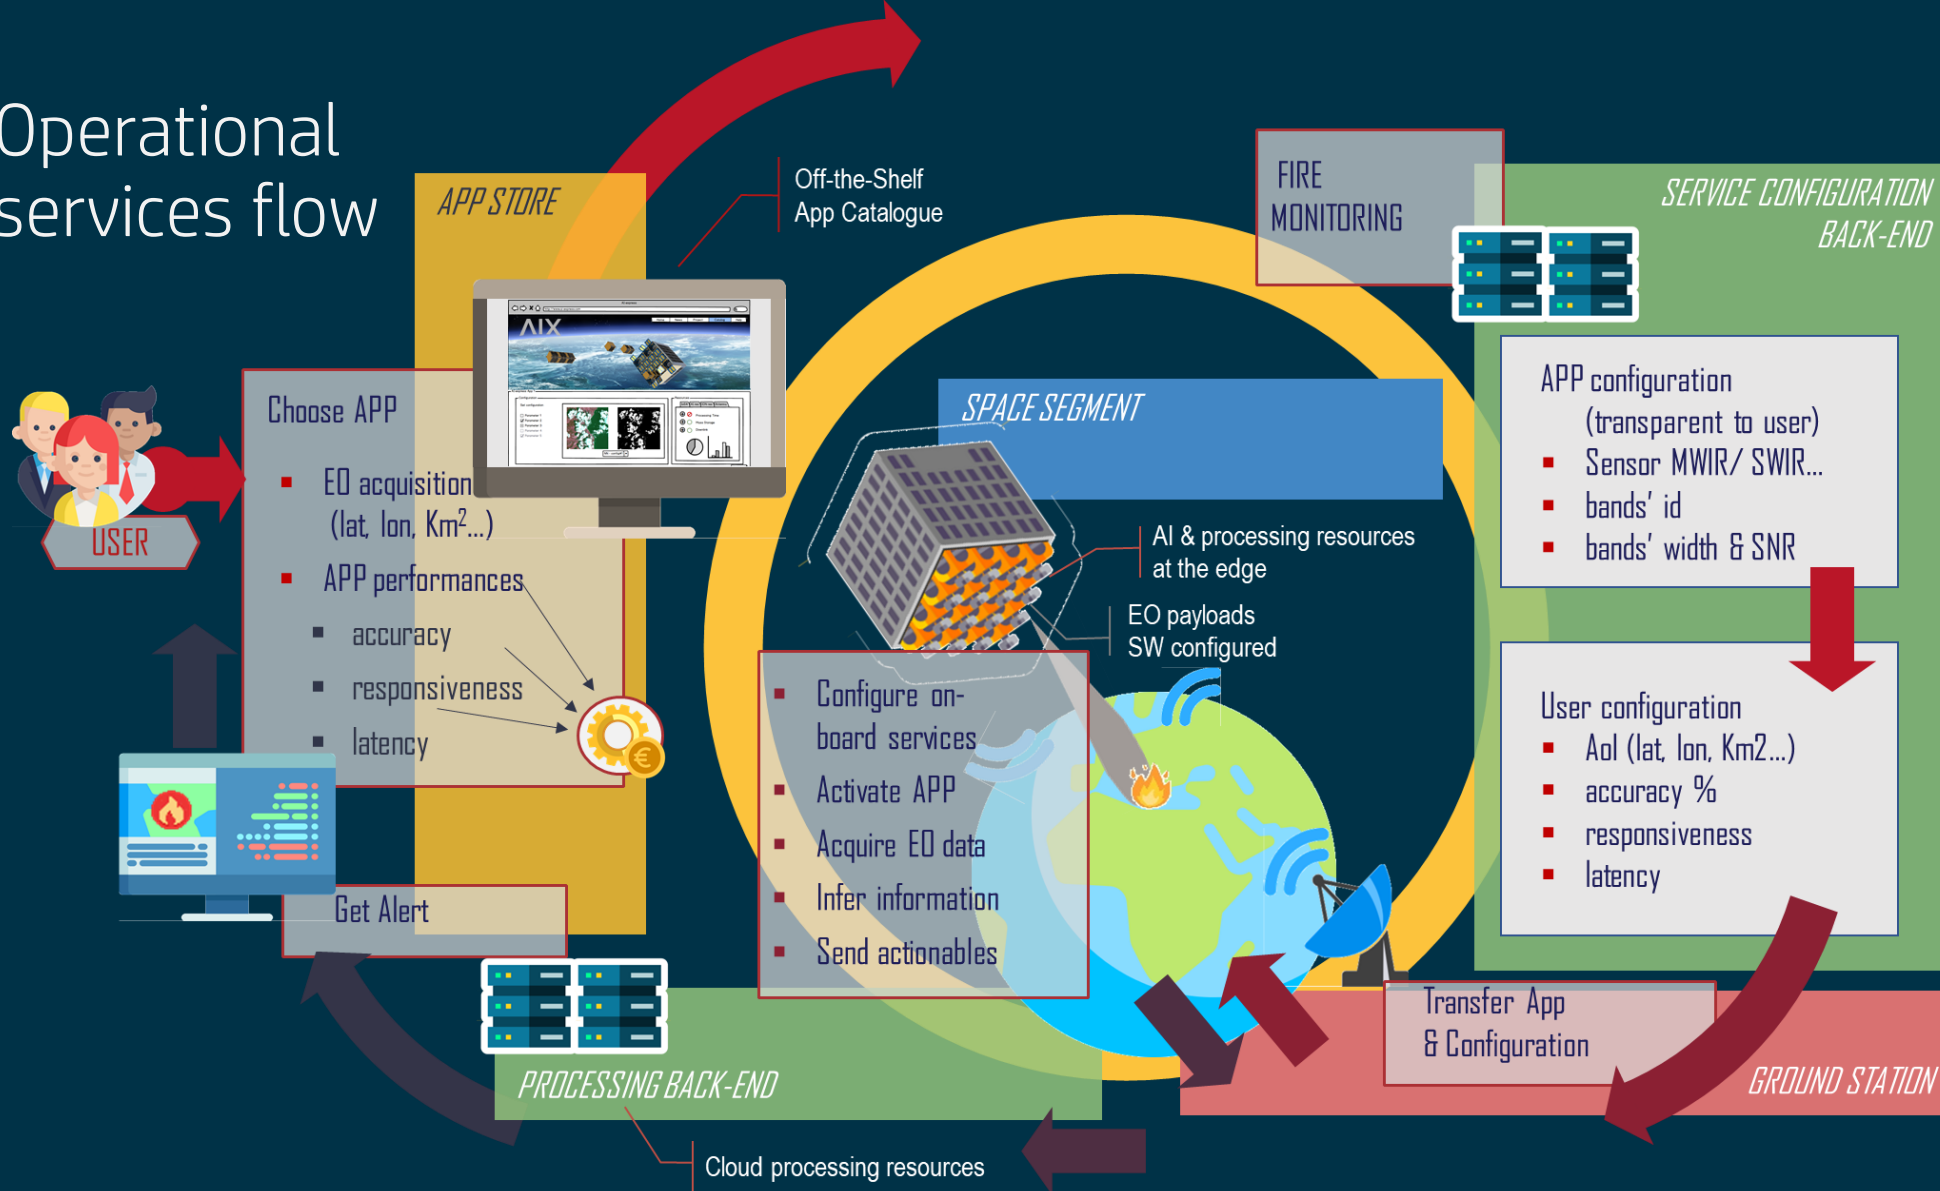 Operational
services flow
APP STORE
Off-the-Shelf
App Catalogue
FIRE
MONITORING
SERVICE CONFIGURATION
BACK-END
AIX
Choose APP
EO acquisition
(lat, lon, Km²...)
APP performances
accuracy
responsiveness
latency
USER
SPACE SEGMENT
AI & processing resources
at the edge
EO payloads
SW configured
APP configuration
(transparent to user)
Sensor MWIR/ SWIR...
bands' id
bands' width & SNR
User configuration
AoI (lat, lon, Km2...)
accuracy %
responsiveness
latency
Configure on-
board services
Activate APP
Acquire EO data
Infer information
Send actionables
Get Alert
Transfer App
& Configuration
GROUND STATION
PROCESSING BACK-END
Cloud processing resources